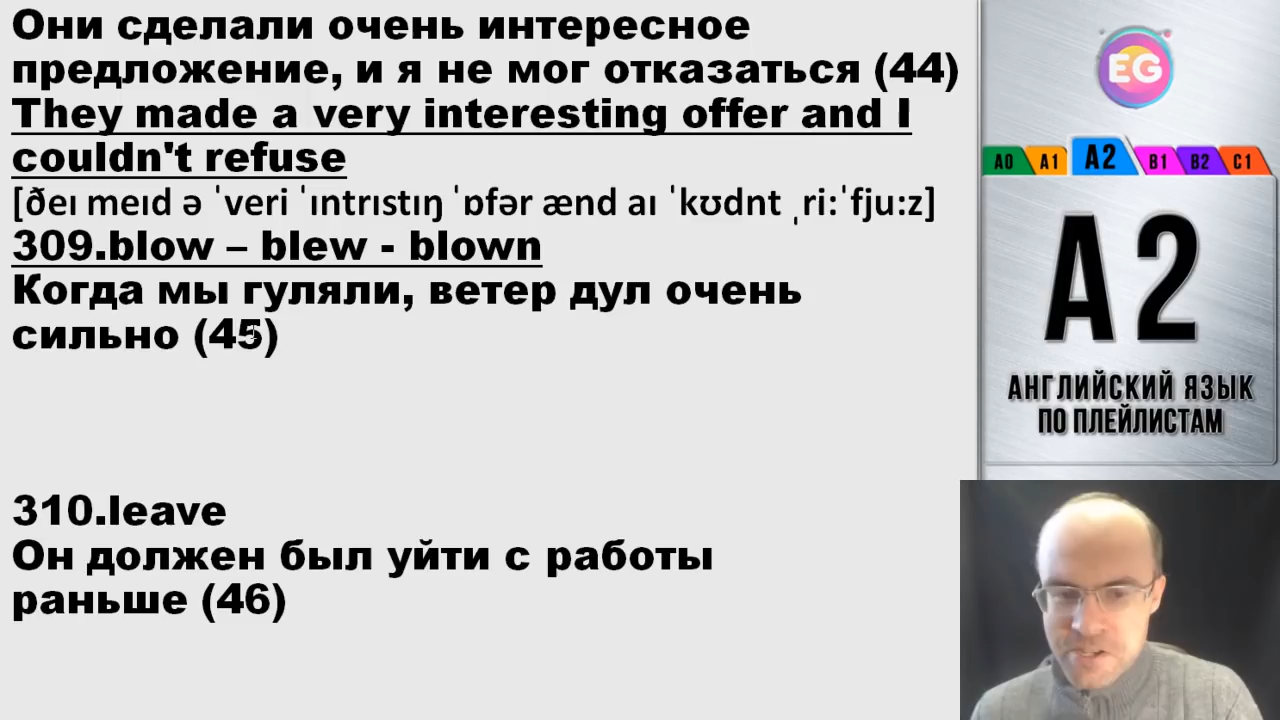 Они сделали очень интересное
предложение, и я не мог отказаться (44)
They made a very interesting offer and I
couldn't refuse
[ðeɪ meɪd ə ˈveri ˈɪntrɪstɪŋ ˈɒfər ænd aɪ ˈkʊdnt ˌriːˈfjuːz]
309.blow – blew - blown
Когда мы гуляли, ветер дул очень
сильно (45)
310.leave
Он должен был уйти с работы
раньше (46)
EG
A0 A1 A2 B1 B2 C1
A2
АНГЛИЙСКИЙ ЯЗЫК
ПО ПЛЕЙЛИСТАМ